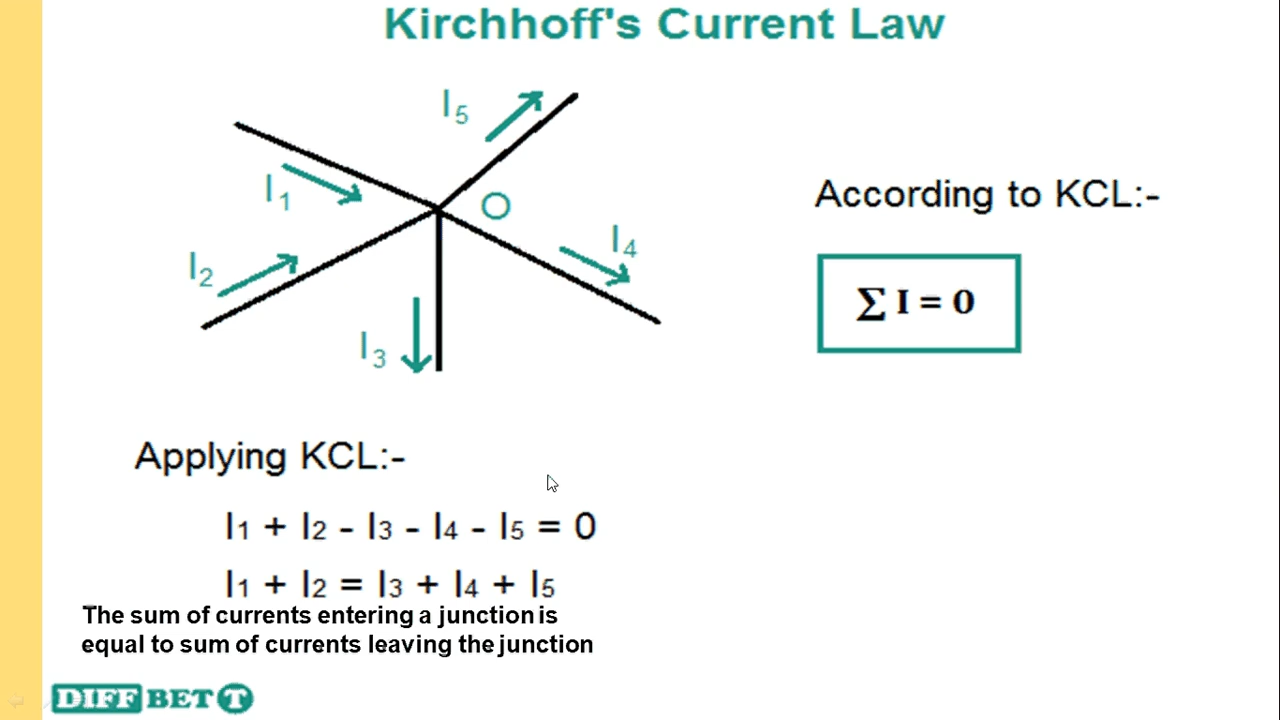 Kirchhoff's Current Law
I5
I1
O
I4
I2
I3
According to KCL:-
∑ I = 0
Applying KCL:-
I1 + I2 - I3 - I4 - I5 = 0
I1 + I2 = I3 + I4 + I5
The sum of currents entering a junction is
equal to sum of currents leaving the junction
DIFF BET T